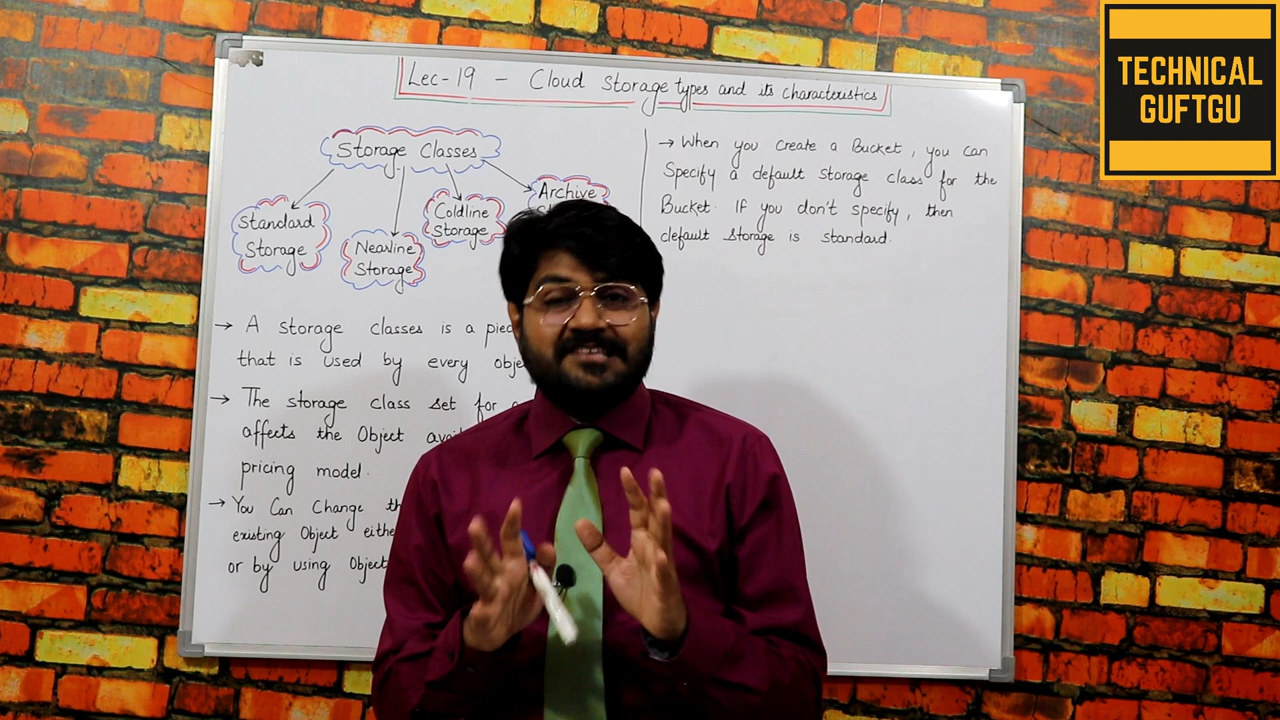 Lec-19 - Cloud Storage types and its characteristics
TECHNICAL
GUFTGU
Storage Classes
Standard
Storage
Nearline
Storage
Coldline
Storage
Archive
→ A storage classes is a
that is used by every
→ The storage class set for
affects the Object
pricing model.
→ You Can Change
existing Object
or by using Object
→ When you create a Bucket, you can
Specify a default storage class for the
Bucket. If you don't specify, then
default storage is standard.